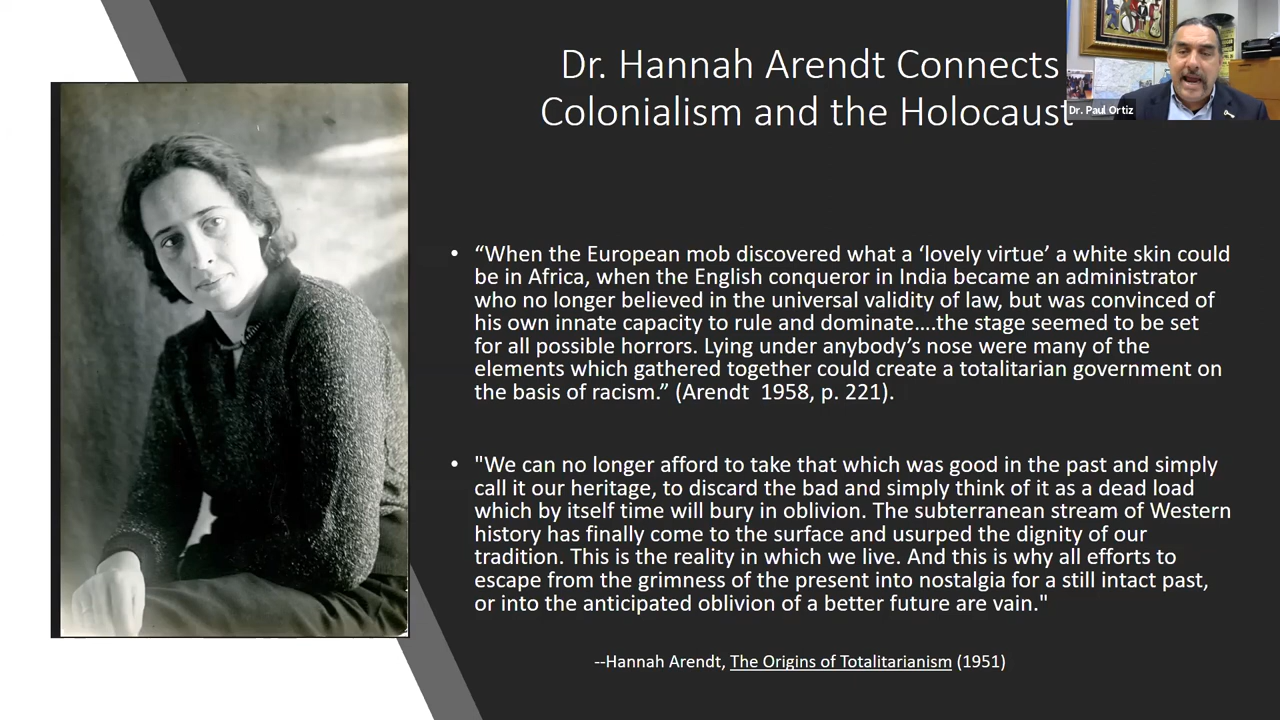 Dr. Hannah Arendt Connects
Colonialism and the Holocaust
Dr. Paul Ortiz
• “When the European mob discovered what a ‘lovely virtue’ a white skin could
be in Africa, when the English conqueror in India became an administrator
who no longer believed in the universal validity of law, but was convinced of
his own innate capacity to rule and dominate....the stage seemed to be set
for all possible horrors. Lying under anybody’s nose were many of the
elements which gathered together could create a totalitarian government on
the basis of racism.” (Arendt 1958, p. 221).
• "We can no longer afford to take that which was good in the past and simply
call it our heritage, to discard the bad and simply think of it as a dead load
which by itself time will bury in oblivion. The subterranean stream of Western
history has finally come to the surface and usurped the dignity of our
tradition. This is the reality in which we live. And this is why all efforts to
escape from the grimness of the present into nostalgia for a still intact past,
or into the anticipated oblivion of a better future are vain."
--Hannah Arendt, The Origins of Totalitarianism (1951)